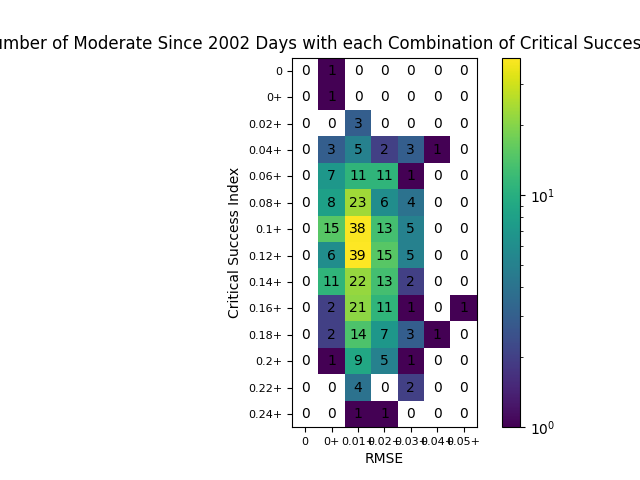 umber of Moderate Since 2002 Days with each Combination of Critical Succes
0 0 1 0 0 0 0 0
0+ 0 1 0 0 0 0 0
0.02+ 0 0 3 0 0 0 0
0.04+ 0 3 5 2 3 1 0
0.06+ 0 7 11 11 1 0 0
0.08+ 0 8 23 6 4 0 0
0.1+ 0 15 38 13 5 0 0
0.12+ 0 6 39 15 5 0 0
0.14+ 0 11 22 13 2 0 0
0.16+ 0 2 21 11 1 0 1
0.18+ 0 2 14 7 3 1 0
0.2+ 0 1 9 5 1 0 0
0.22+ 0 0 4 0 2 0 0
0.24+ 0 0 1 1 0 0 0
0 0+ 0.01+ 0.02+ 0.03+ 0.04+ 0.05+
RMSE
Critical Success Index
10¹
10⁰